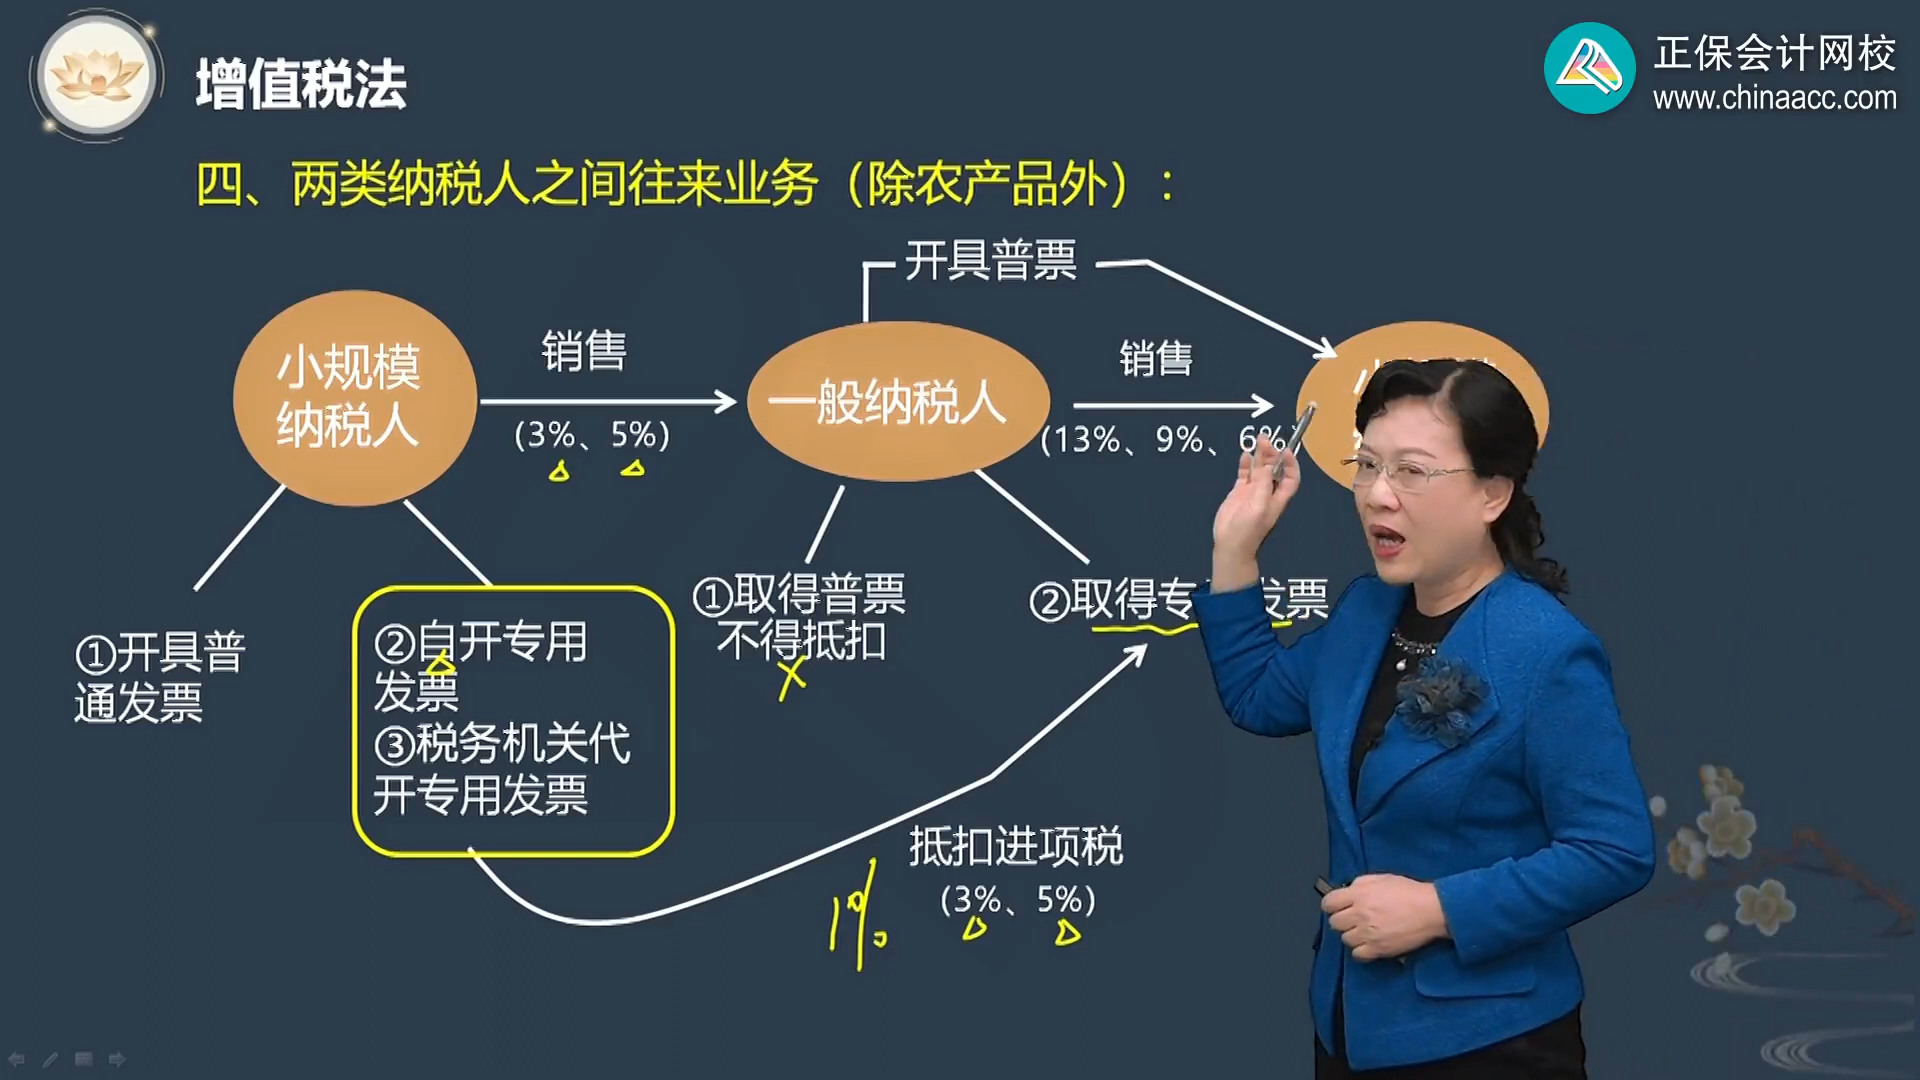 增值税法
正保会计网校
www.chinaacc.com
四、两类纳税人之间往来业务（除农产品外）：
开具普票
小规模
纳税人
销售
(3%、5%)
一般纳税人
销售
(13%、9%、6%)
①开具普
通发票
②自开专用
发票
③税务机关代
开专用发票
①取得普票
不得抵扣
②取得专
发票
抵扣进项税
(3%、5%)
1%